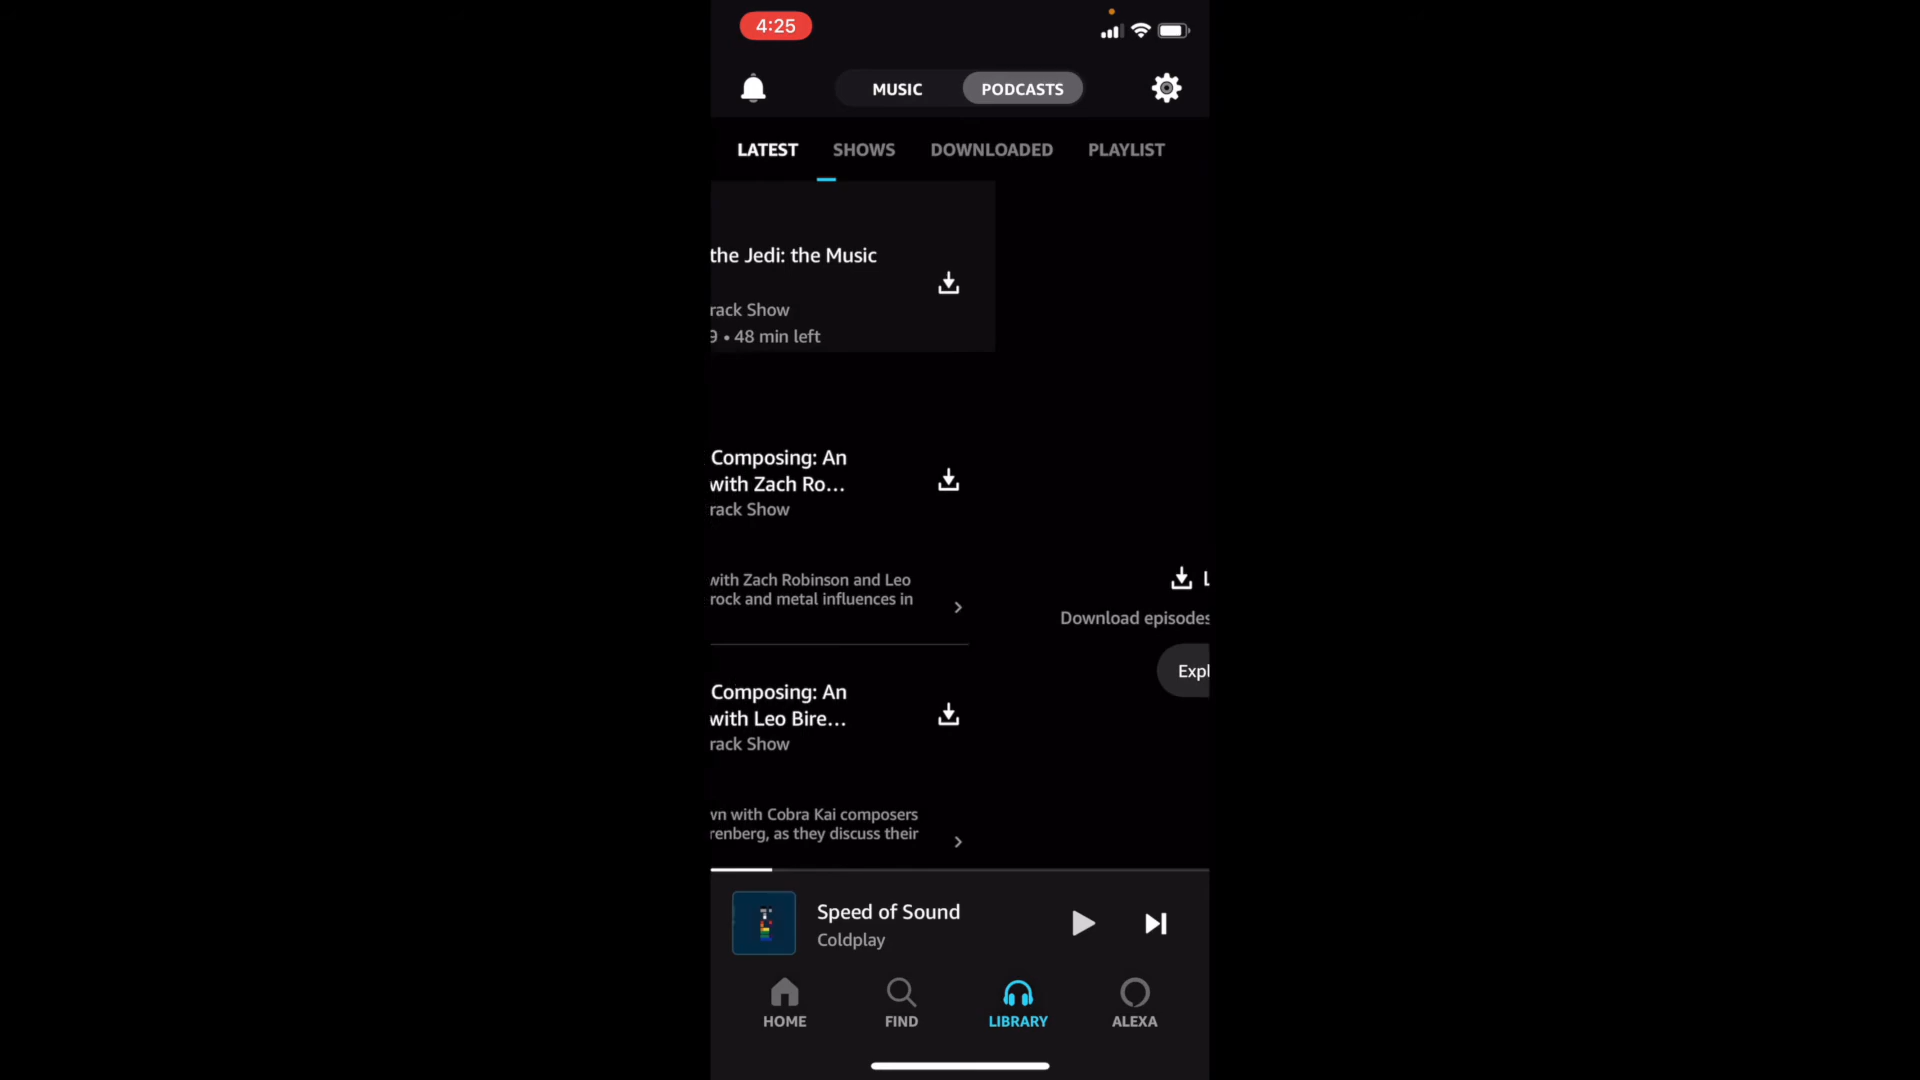 4:25
MUSIC
PODCASTS
LATEST
SHOWS
DOWNLOADED
PLAYLIST
the Jedi: the Music
rack Show
9 • 48 min left
Composing: An
with Zach Ro...
rack Show
with Zach Robinson and Leo
rock and metal influences in
Download episodes
Expl
Composing: An
with Leo Bire...
rack Show
wn with Cobra Kai composers
renberg, as they discuss their
Speed of Sound
Coldplay
HOME
FIND
LIBRARY
ALEXA